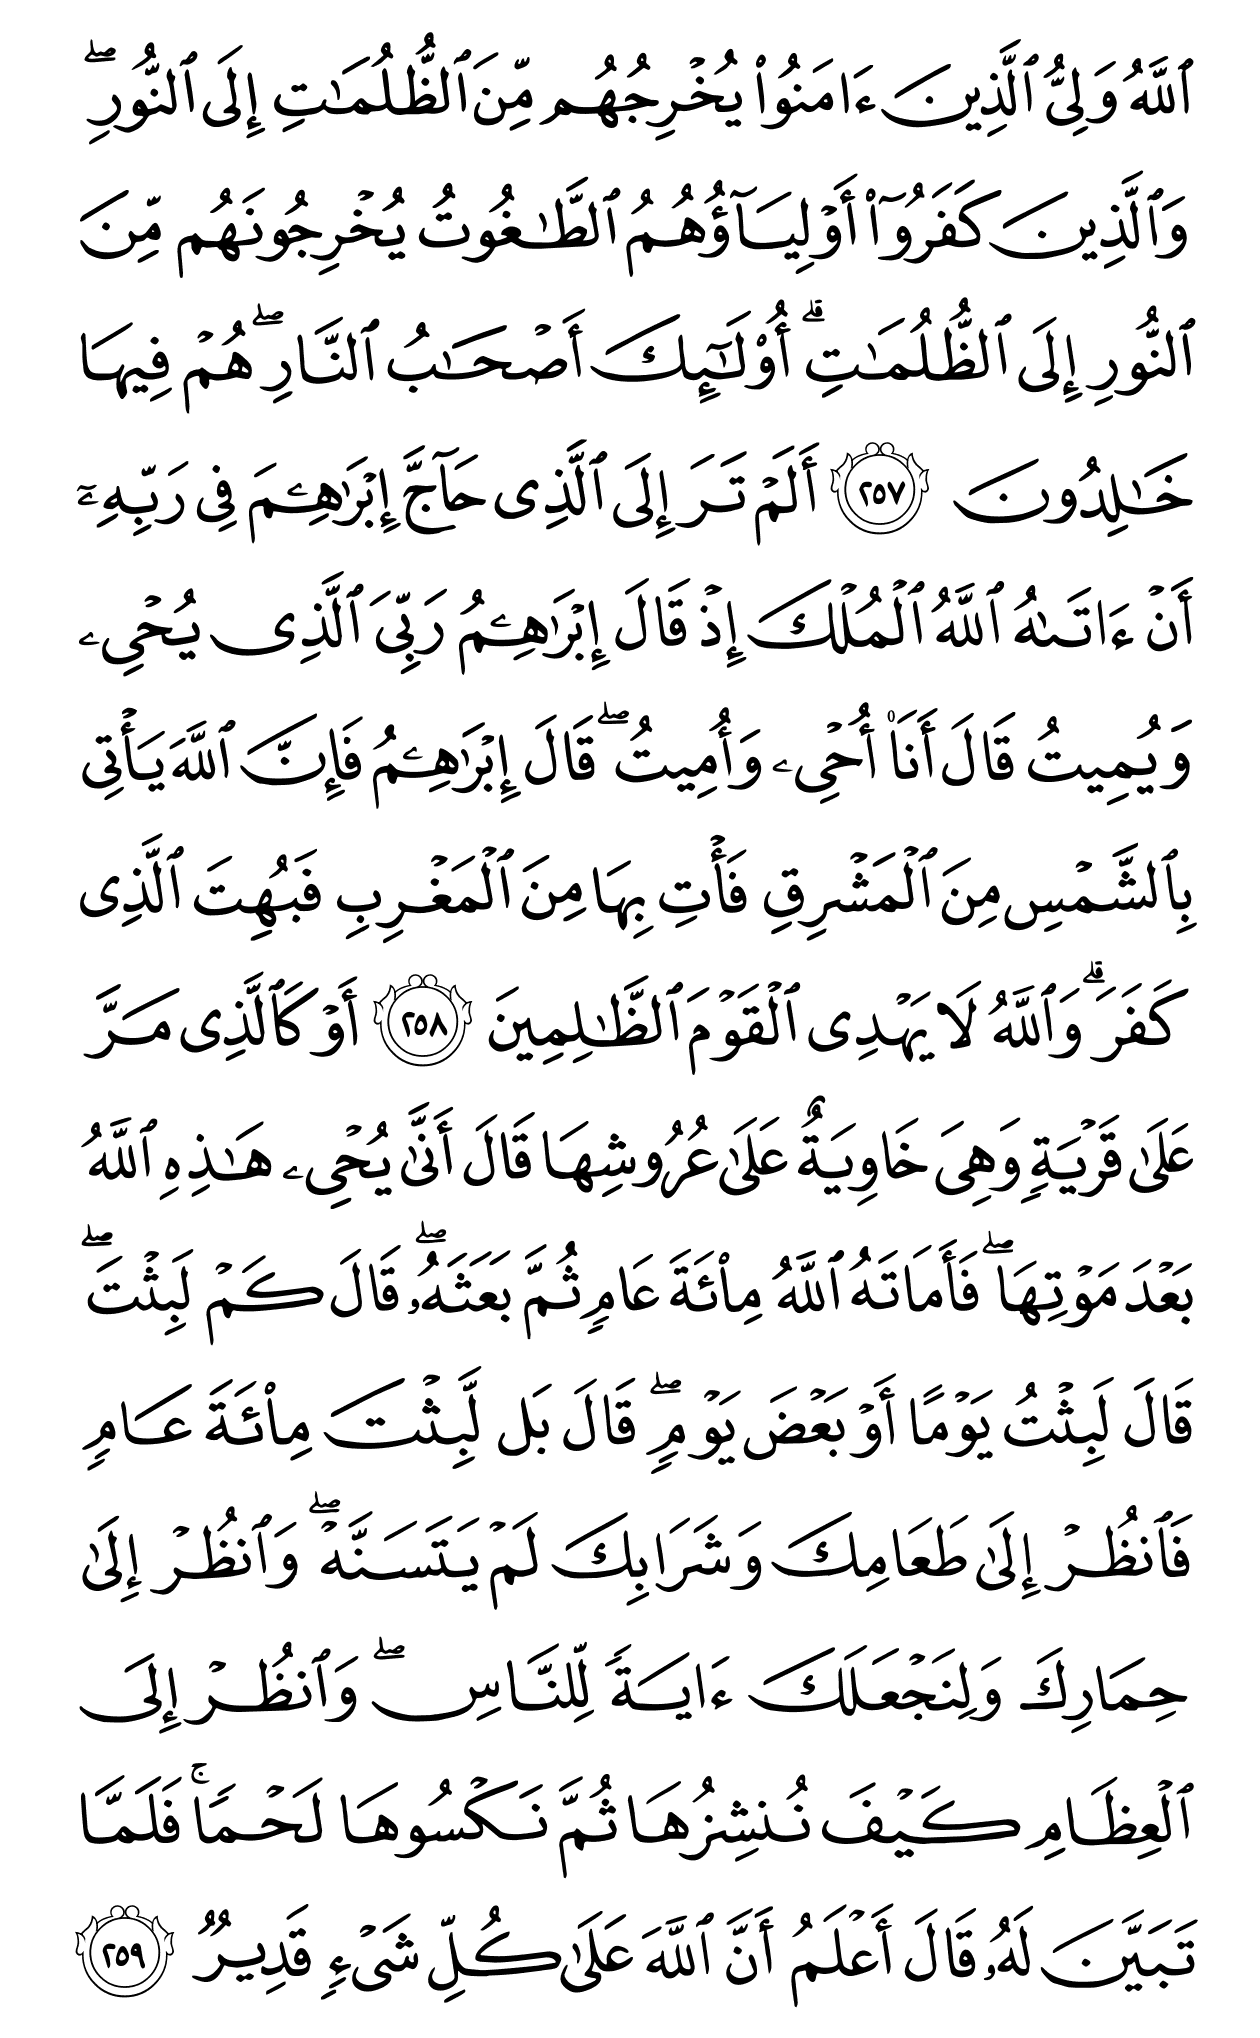 ٱللَّهُ وَلِىُّ ٱلَّذِينَ ءَامَنُوا۟ يُخْرِجُهُم مِّنَ ٱلظُّلُمَـٰتِ إِلَى ٱلنُّورِ ۖ
وَٱلَّذِينَ كَفَرُوٓا۟ أَوْلِيَآؤُهُمُ ٱلطَّـٰغُوتُ يُخْرِجُونَهُم مِّنَ
ٱلنُّورِ إِلَى ٱلظُّلُمَـٰتِ ۗ أُو۟لَـٰٓئِكَ أَصْحَـٰبُ ٱلنَّارِ ۖ هُمْ فِيهَا
خَـٰلِدُونَ ٢٥٧ أَلَمْ تَرَ إِلَى ٱلَّذِى حَآجَّ إِبْرَٰهِـۧمَ فِى رَبِّهِۦٓ
أَنْ ءَاتَىٰهُ ٱللَّهُ ٱلْمُلْكَ إِذْ قَالَ إِبْرَٰهِـۧمُ رَبِّىَ ٱلَّذِى يُحْىِۦ
وَيُمِيتُ قَالَ أَنَا۠ أُحْىِۦ وَأُمِيتُ ۖ قَالَ إِبْرَٰهِـۧمُ فَإِنَّ ٱللَّهَ يَأْتِى
بِٱلشَّمْسِ مِنَ ٱلْمَشْرِقِ فَأْتِ بِهَا مِنَ ٱلْمَغْرِبِ فَبُهِتَ ٱلَّذِى
كَفَرَ ۗ وَٱللَّهُ لَا يَهْدِى ٱلْقَوْمَ ٱلظَّـٰلِمِينَ ٢٥٨ أَوْ كَٱلَّذِى مَرَّ
عَلَىٰ قَرْيَةٍ وَهِىَ خَاوِيَةٌ عَلَىٰ عُرُوشِهَا قَالَ أَنَّىٰ يُحْىِۦ هَـٰذِهِ ٱللَّهُ
بَعْدَ مَوْتِهَا ۖ فَأَمَاتَهُ ٱللَّهُ مِا۟ئَةَ عَامٍ ثُمَّ بَعَثَهُۥ ۖ قَالَ كَمْ لَبِثْتَ ۖ
قَالَ لَبِثْتُ يَوْمًا أَوْ بَعْضَ يَوْمٍ ۖ قَالَ بَل لَّبِثْتَ مِا۟ئَةَ عَامٍ
فَٱنظُرْ إِلَىٰ طَعَامِكَ وَشَرَابِكَ لَمْ يَتَسَنَّهْ ۖ وَٱنظُرْ إِلَىٰ
حِمَارِكَ وَلِنَجْعَلَكَ ءَايَةً لِّلنَّاسِ ۖ وَٱنظُرْ إِلَى
ٱلْعِظَامِ كَيْفَ نُنشِزُهَا ثُمَّ نَكْسُوهَا لَحْمًا ۚ فَلَمَّا
تَبَيَّنَ لَهُۥ قَالَ أَعْلَمُ أَنَّ ٱللَّهَ عَلَىٰ كُلِّ شَىْءٍ قَدِيرٌ ٢٥٩